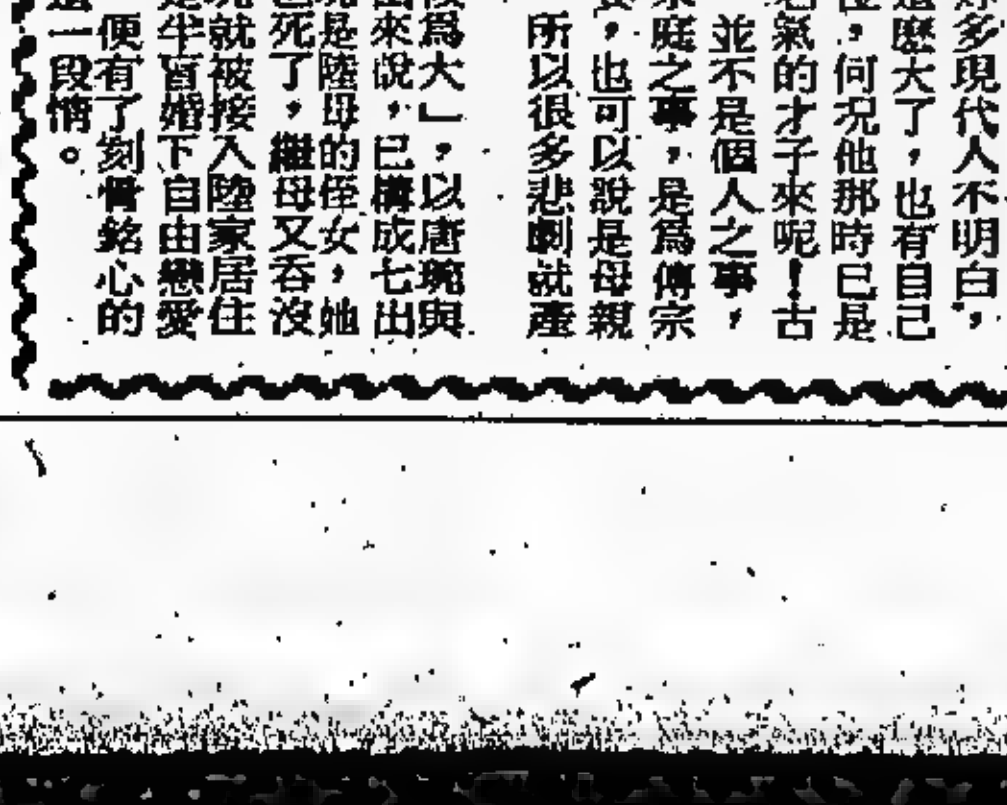 多現代人不明白，
麼大了，也有自己
，何況他那時已是
氣的才子來呢！古
並不是個人之事，
庭之事，是為傳宗
，也可以說是母親
所以很多悲劇就產
為大」，以唐琬與
來說，已構成七出
是陸母的侄女，她
死了，繼母又吞沒
就被接入陸家居住
半盲婚下自由戀愛
便有了刻骨銘心的
一段情。